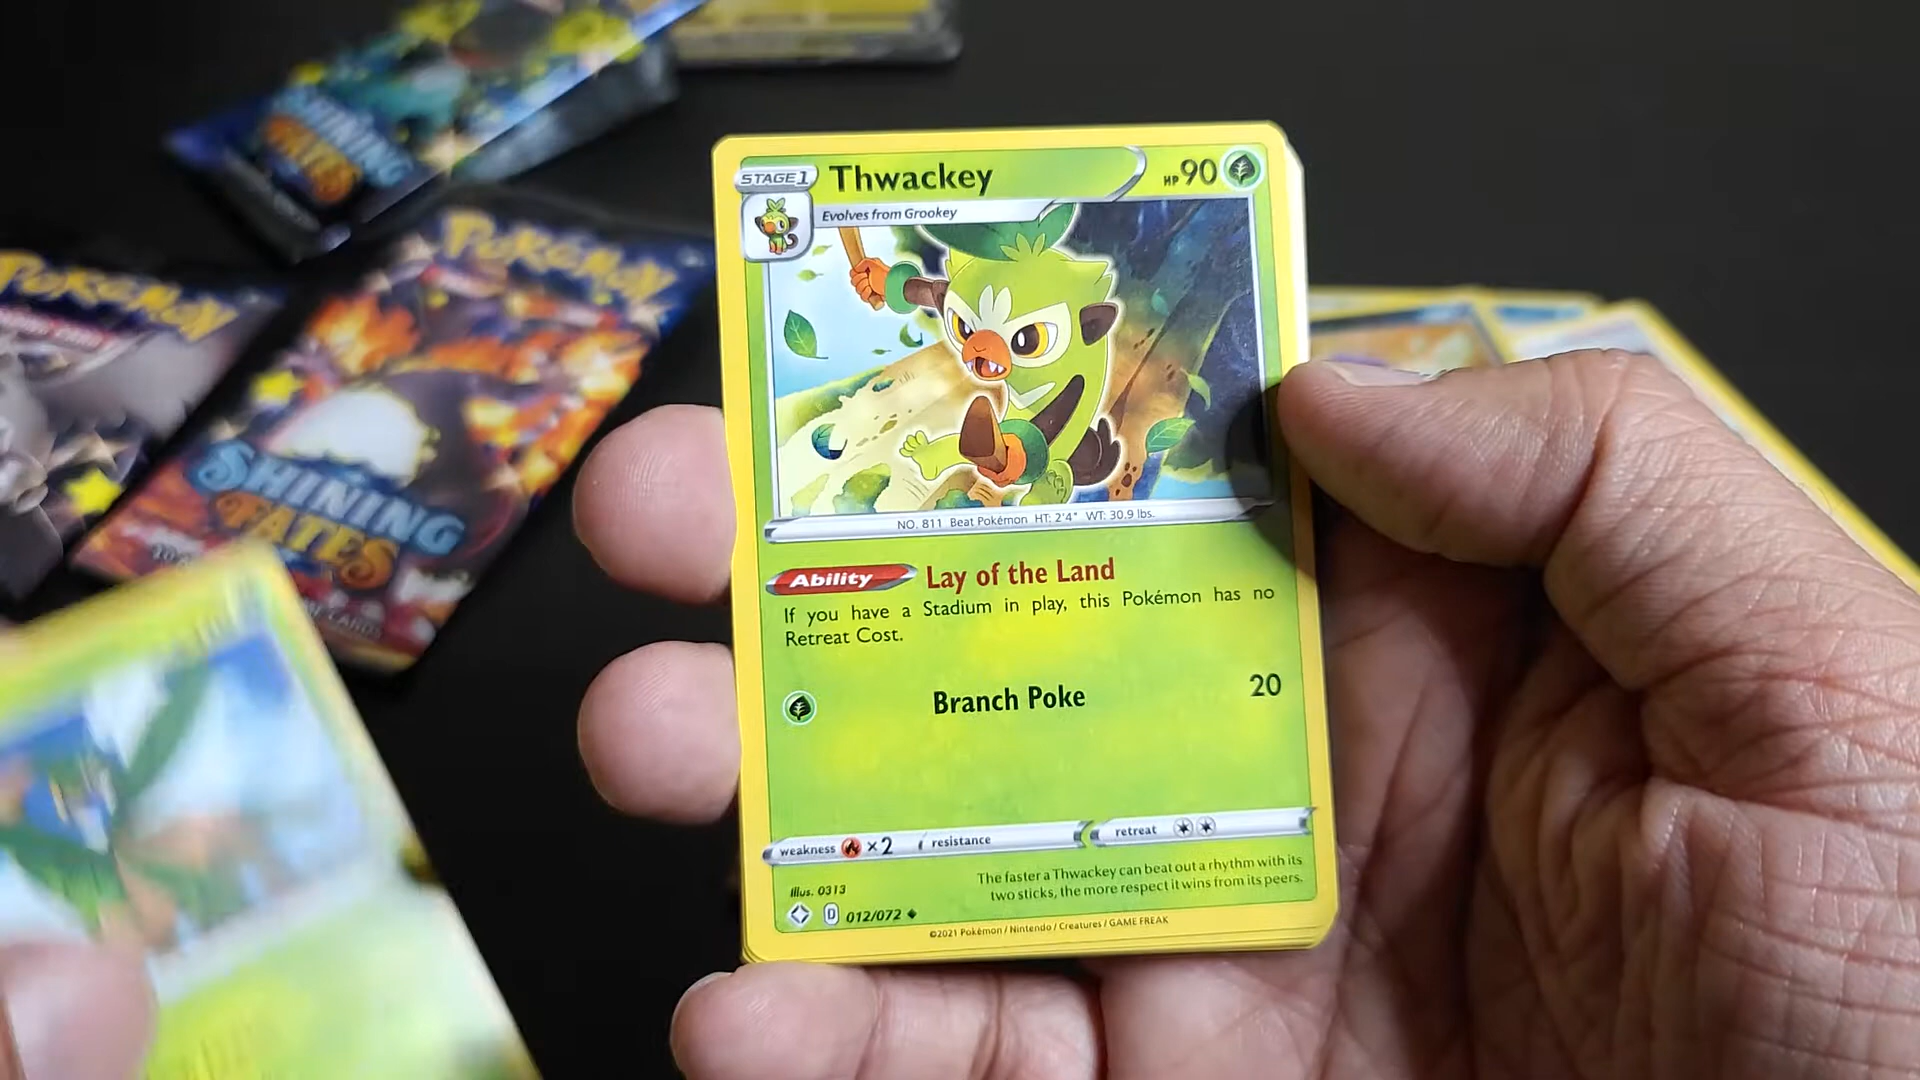 SHINING
FATES
POKÉMON
POKÉMON
SHINING
FATES
STAGE 1
Thwackey
HP 90
Evolves from Grookey
NO. 811 Beat Pokémon HT: 2'4" WT: 30.9 lbs.
Ability Lay of the Land
If you have a Stadium in play, this Pokémon has no
Retreat Cost.
Branch Poke 20
weakness ×2 resistance retreat
The faster a Thwackey can beat out a rhythm with its
two sticks, the more respect it wins from its peers.
Illus. 0313
D 012/072
©2021 Pokémon / Nintendo / Creatures / GAME FREAK